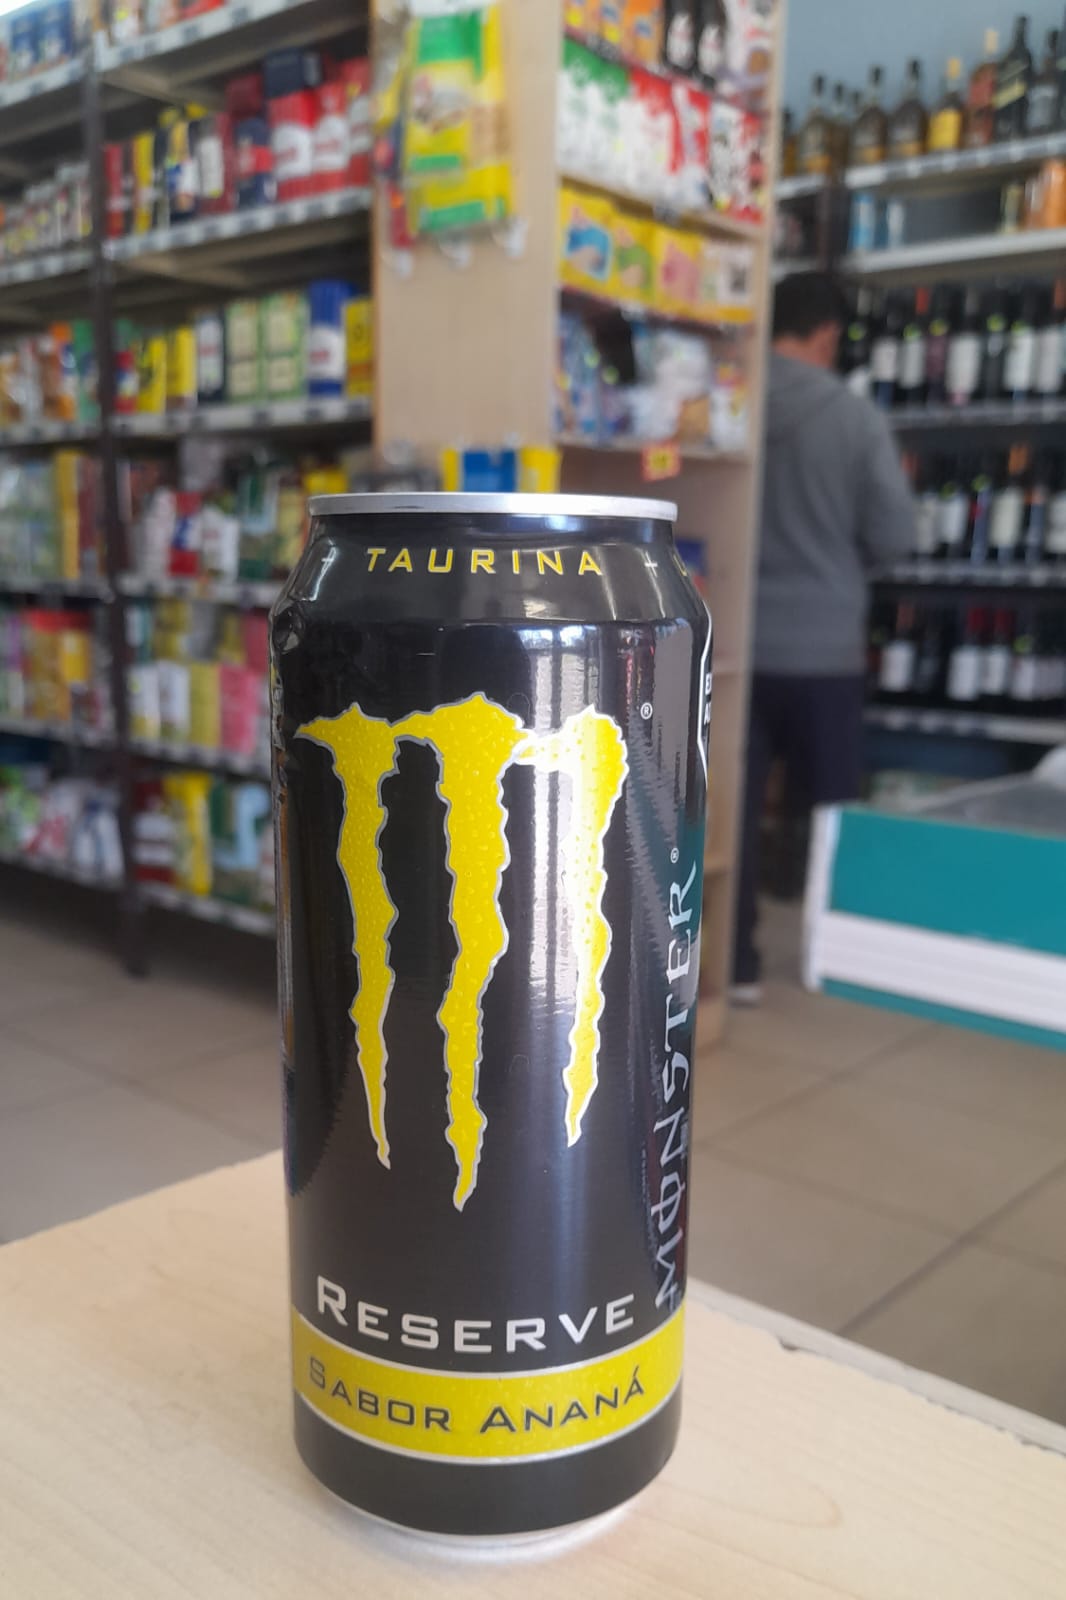 TAURINA
®
MONSTER®
RESERVE
SABOR ANANÁ